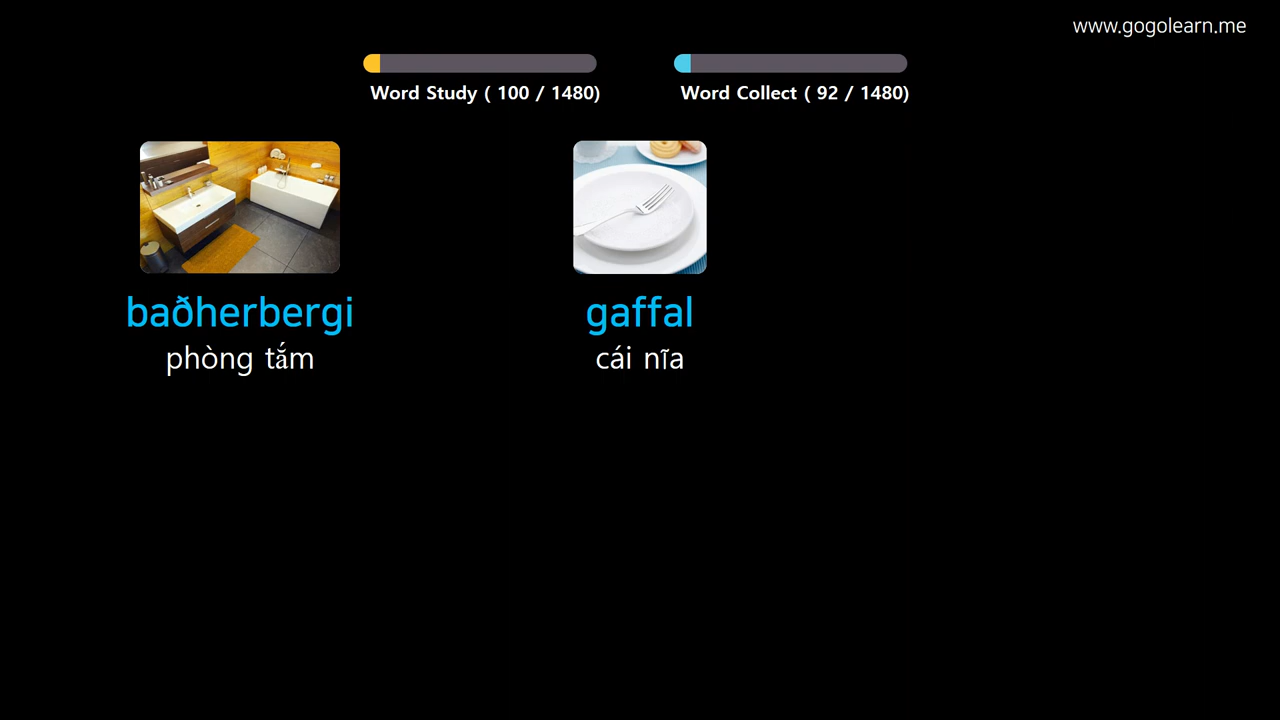 www.gogolearn.me
Word Study ( 100 / 1480)
Word Collect ( 92 / 1480)
baðherbergi
phòng tắm
gaffal
cái nĩa